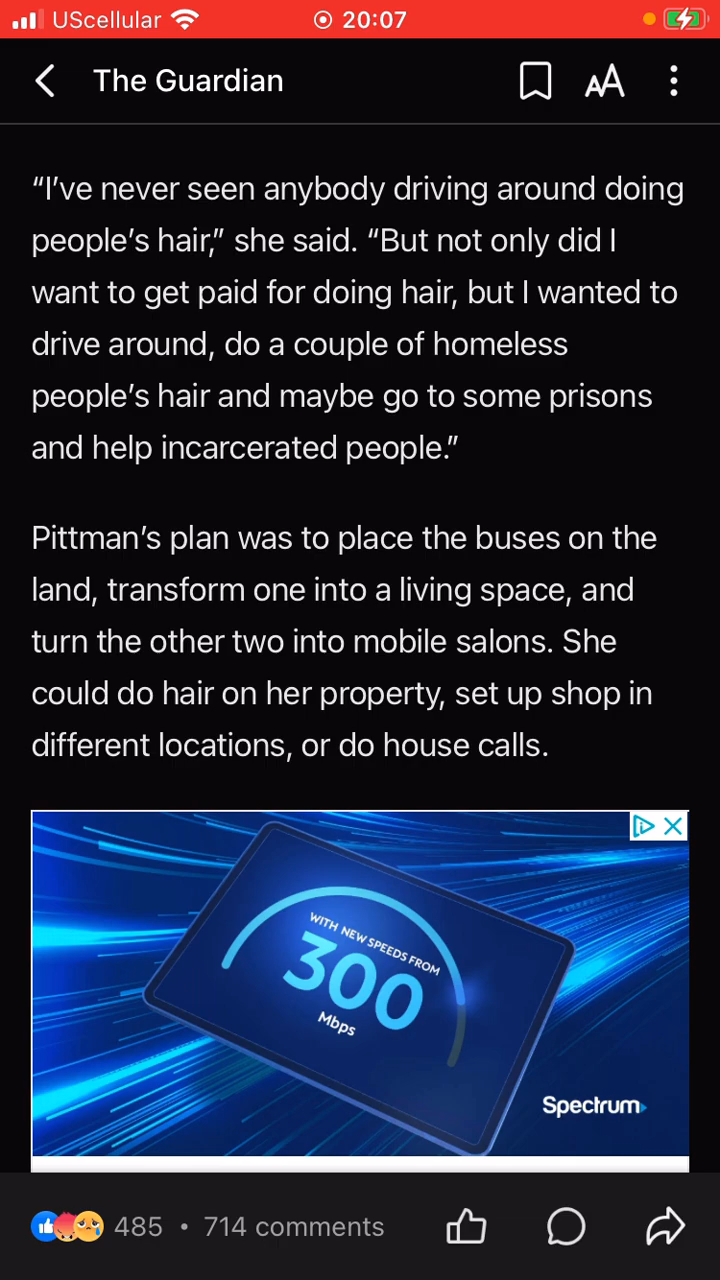 UScellular
20:07
The Guardian
AA
“I’ve never seen anybody driving around doing
people’s hair,” she said. “But not only did I
want to get paid for doing hair, but I wanted to
drive around, do a couple of homeless
people’s hair and maybe go to some prisons
and help incarcerated people.”
Pittman’s plan was to place the buses on the
land, transform one into a living space, and
turn the other two into mobile salons. She
could do hair on her property, set up shop in
different locations, or do house calls.
WITH NEW SPEEDS FROM
300
Mbps
Spectrum
485 • 714 comments